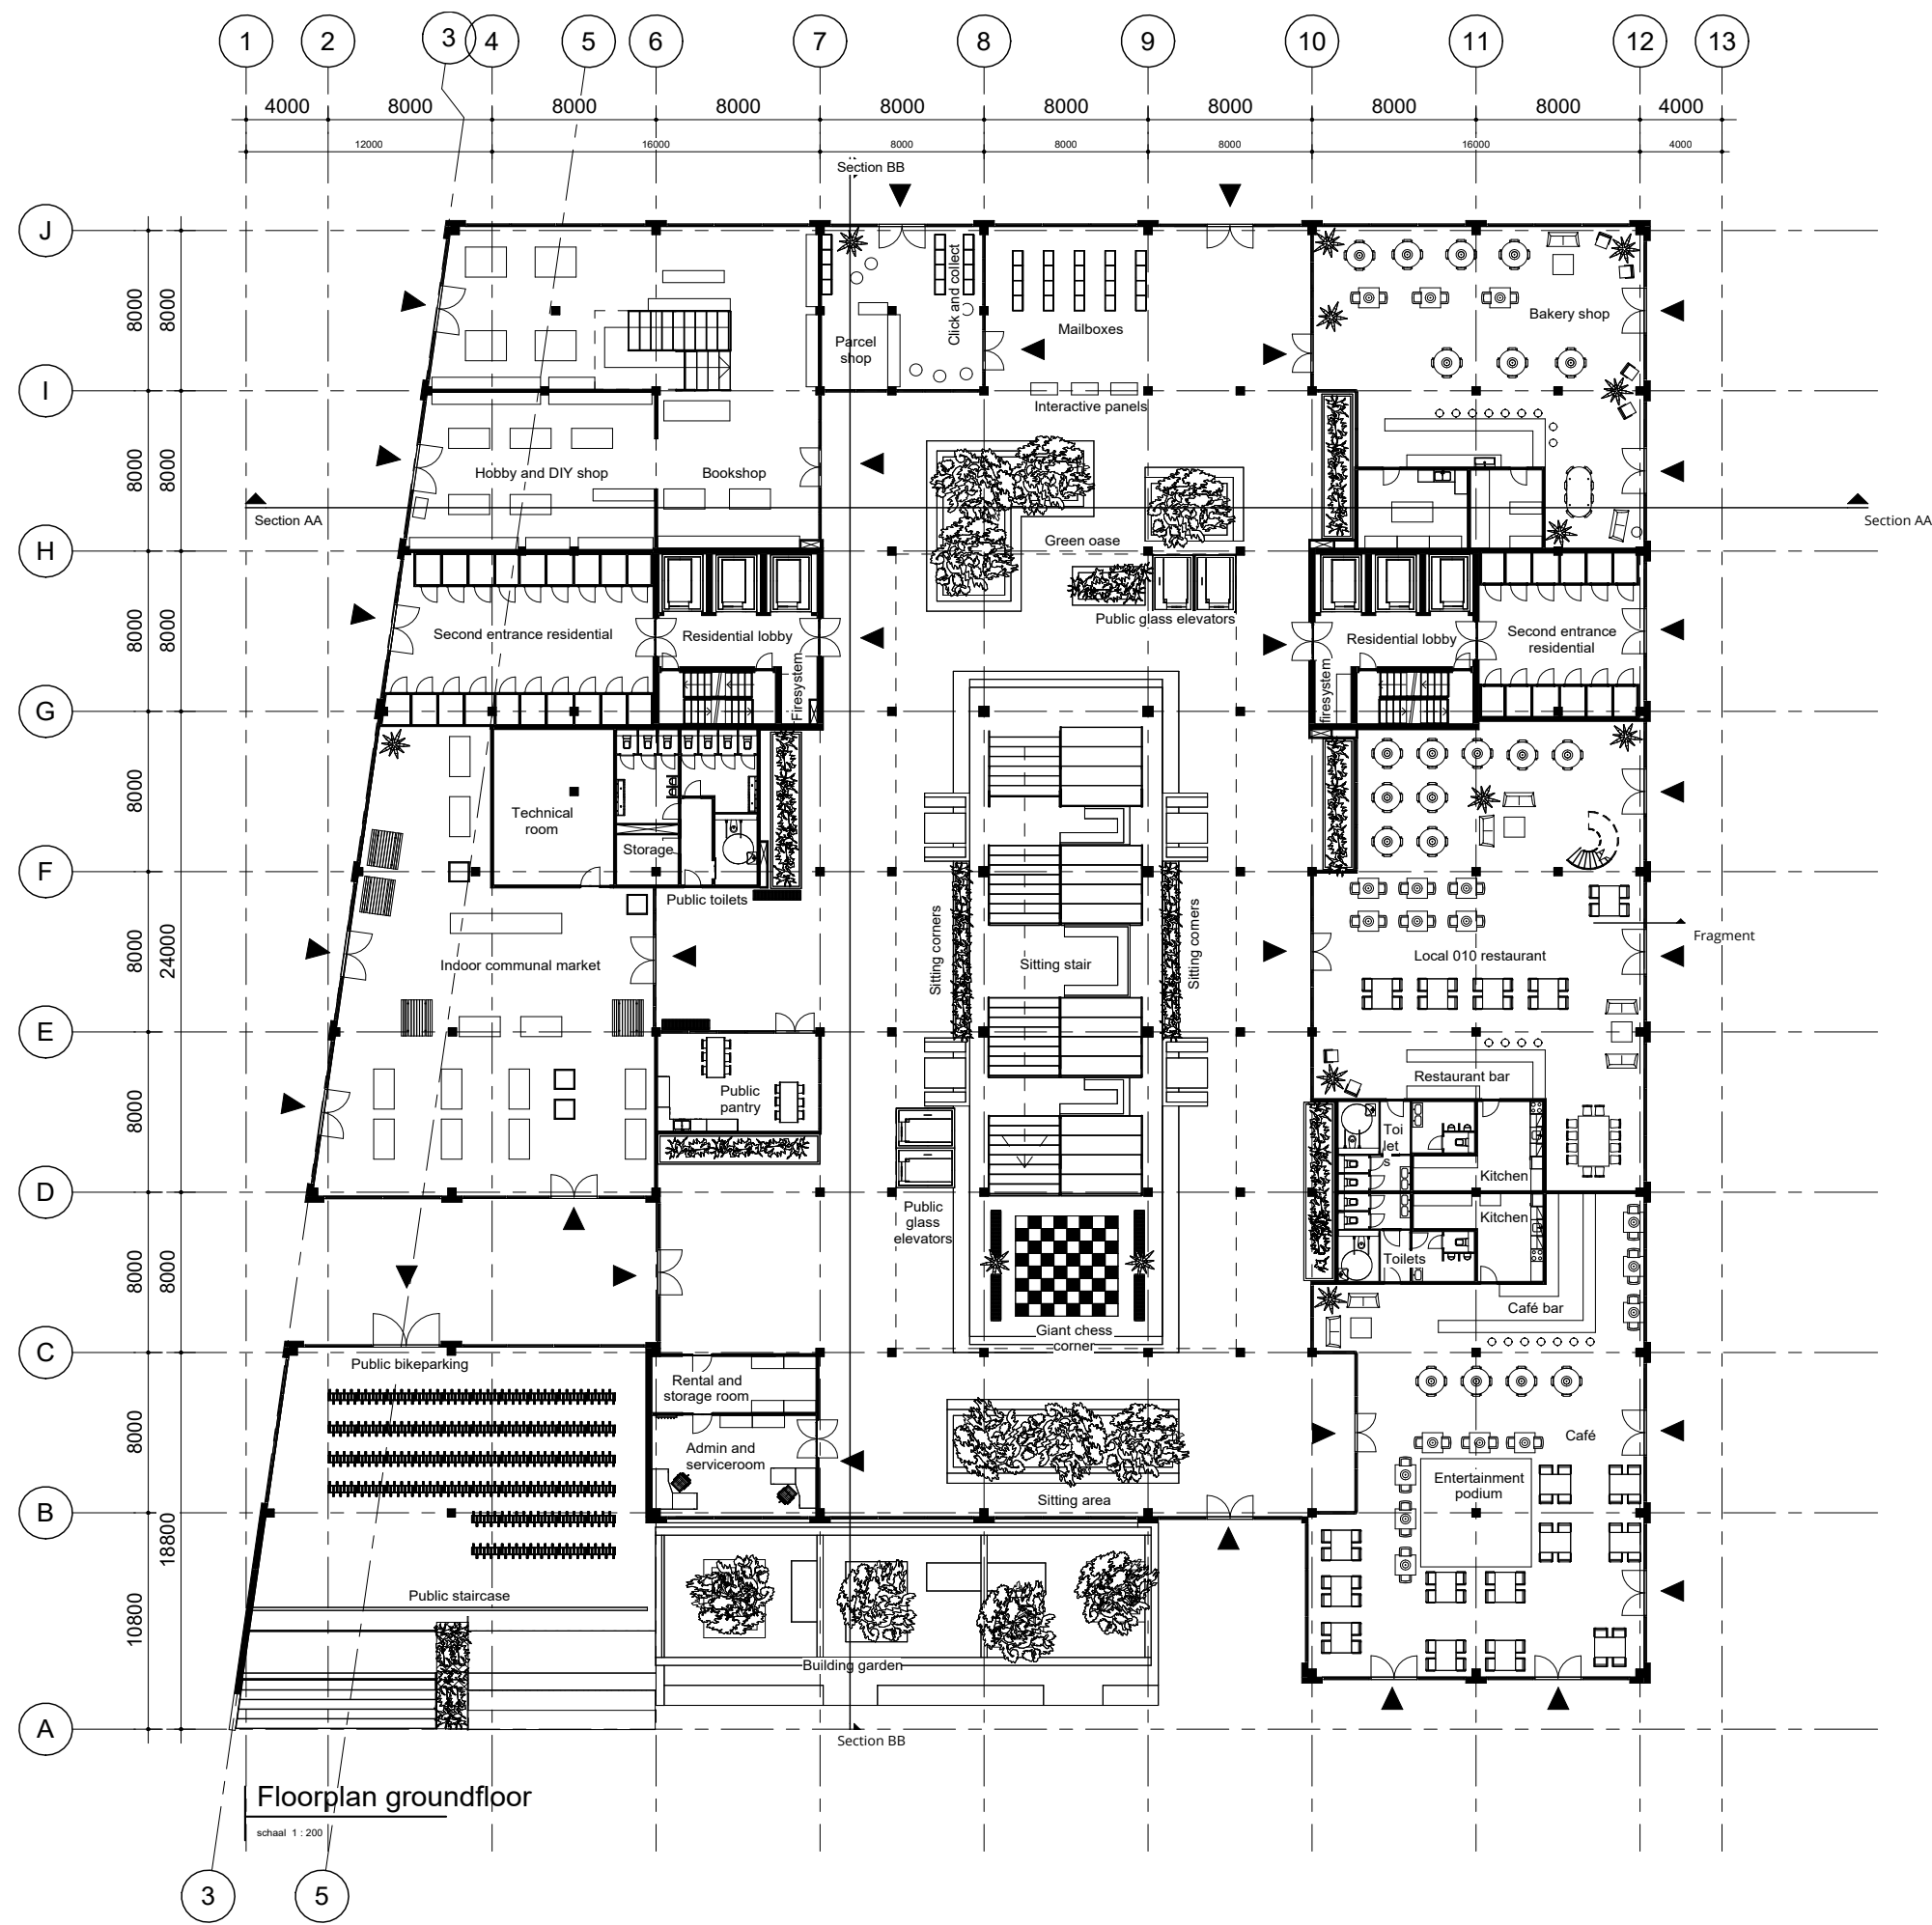 1 2 3 4 5 6 7 8 9 10 11 12 13
4000 8000 8000 8000 8000 8000 8000 8000 8000 4000
12000 16000 8000 8000 8000 16000 4000
Section BB
J
I
H
G
F
E
D
C
B
A
8000 8000
8000 8000
8000 8000
8000
8000
24000
8000
8000 8000
8000
18800
10800
Click and collect
Parcel
shop
Mailboxes
Bakery shop
Interactive panels
Hobby and DIY shop
Bookshop
Section AA
Section AA
Green oase
Public glass elevators
Second entrance residential
Residential lobby
Firesystem
Residential lobby
firesystem
Second entrance
residential
Technical
room
Storage
Public toilets
Sitting corners
Sitting stair
Sitting corners
Fragment
Local 010 restaurant
Indoor communal market
Public
pantry
Restaurant bar
Toi
let
s
Kitchen
Kitchen
Toilets
Public
glass
elevators
Café bar
Giant chess
corner
Public bikeparking
Rental and
storage room
Admin and
serviceroom
Café
Entertainment
podium
Sitting area
Public staircase
Building garden
Section BB
Floorplan groundfloor
schaal 1 : 200
3 5